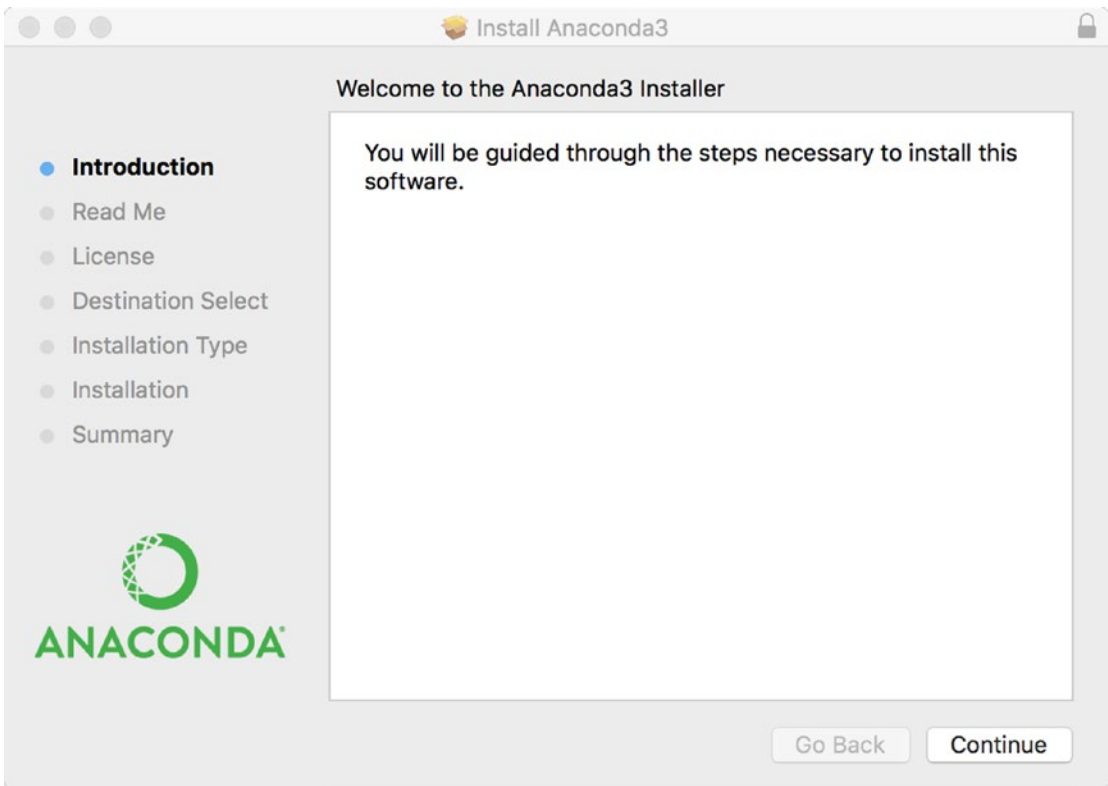 Install Anaconda3
Welcome to the Anaconda3 Installer
Introduction
Read Me
License
Destination Select
Installation Type
Installation
Summary
ANACONDA
You will be guided through the steps necessary to install this
software.
Go Back
Continue